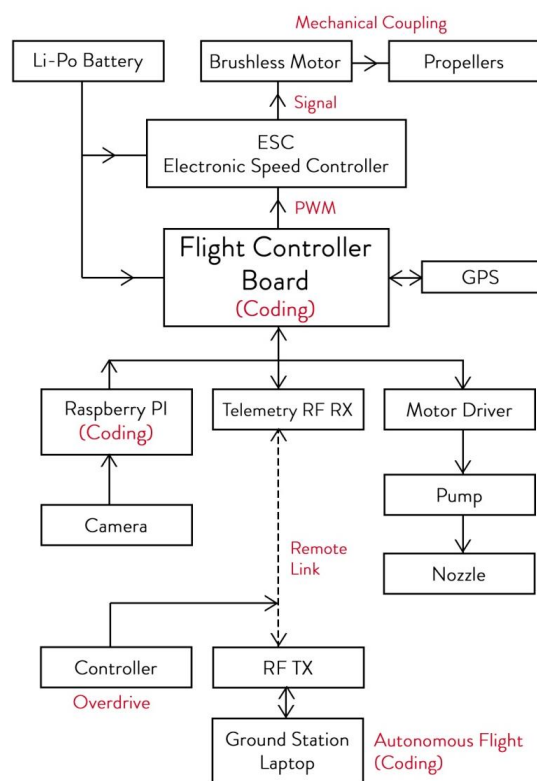 Mechanical Coupling
Li-Po Battery
Brushless Motor
Propellers
Signal
ESC
Electronic Speed Controller
PWM
Flight Controller
Board
(Coding)
GPS
Raspberry PI
(Coding)
Telemetry RF RX
Motor Driver
Camera
Pump
Remote
Link
Nozzle
Controller
RF TX
Overdrive
Ground Station
Laptop
Autonomous Flight
(Coding)